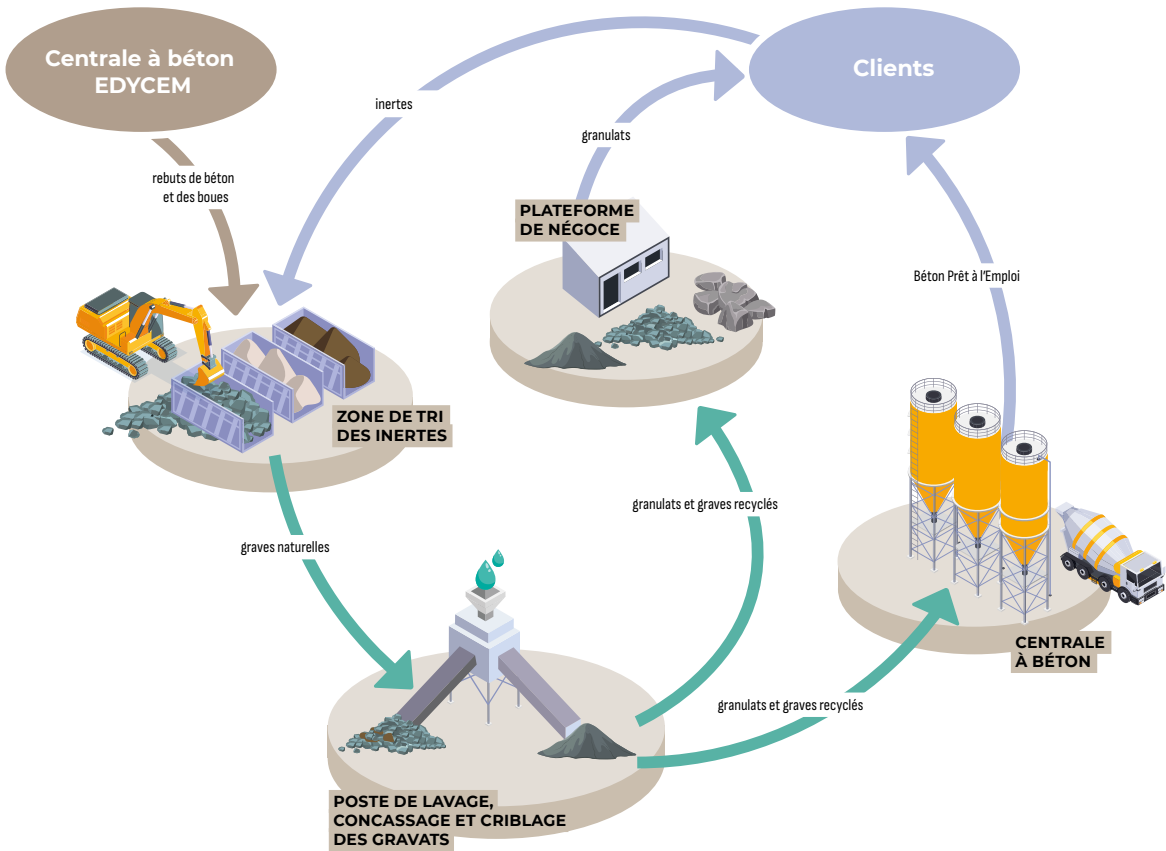 Centrale à béton
EDYCEM
Clients
inertes
granulats
rebuts de béton
et des boues
PLATEFORME
DE NÉGOCE
Béton Prêt à l'Emploi
ZONE DE TRI
DES INERTES
granulats et graves recyclés
graves naturelles
CENTRALE
À BÉTON
granulats et graves recyclés
POSTE DE LAVAGE,
CONCASSAGE ET CRIBLAGE
DES GRAVATS